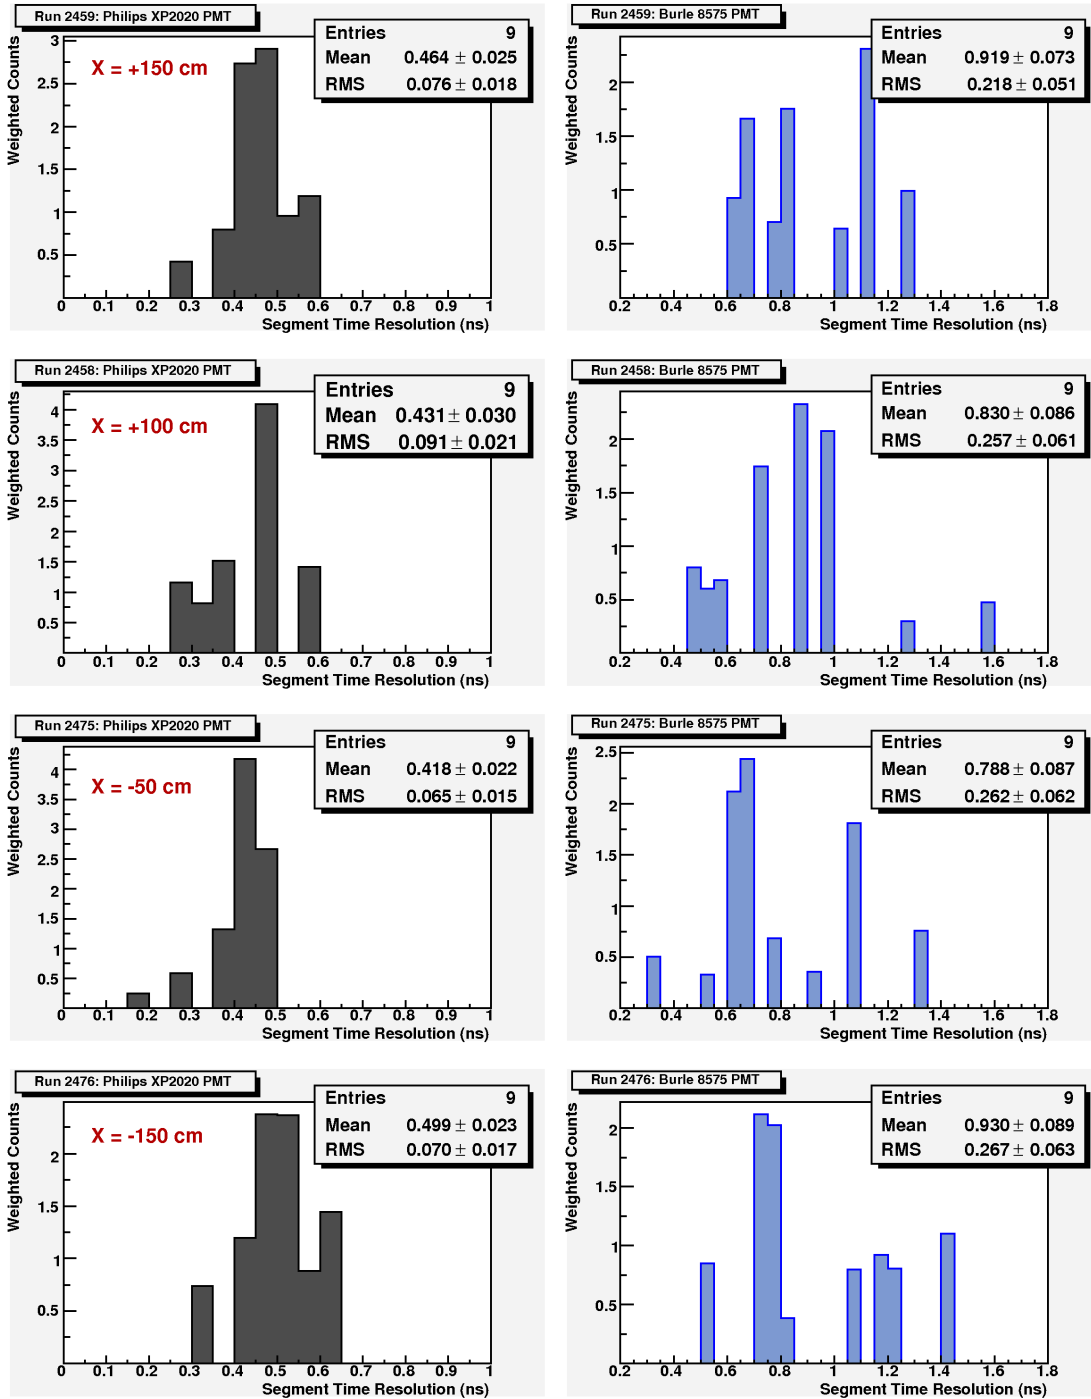 Run 2459: Philips XP2020 PMT
Entries 9
Mean 0.464 ± 0.025
RMS 0.076 ± 0.018
X = +150 cm
Weighted Counts
3
2.5
2
1.5
1
0.5
0 0.1 0.2 0.3 0.4 0.5 0.6 0.7 0.8 0.9 1
Segment Time Resolution (ns)
Run 2459: Burle 8575 PMT
Entries 9
Mean 0.919 ± 0.073
RMS 0.218 ± 0.051
Weighted Counts
2
1.5
1
0.5
0.2 0.4 0.6 0.8 1 1.2 1.4 1.6 1.8
Segment Time Resolution (ns)
Run 2458: Philips XP2020 PMT
Entries 9
Mean 0.431 ± 0.030
RMS 0.091 ± 0.021
X = +100 cm
Weighted Counts
4
3.5
3
2.5
2
1.5
1
0.5
0 0.1 0.2 0.3 0.4 0.5 0.6 0.7 0.8 0.9 1
Segment Time Resolution (ns)
Run 2458: Burle 8575 PMT
Entries 9
Mean 0.830 ± 0.086
RMS 0.257 ± 0.061
Weighted Counts
2
1.5
1
0.5
0.2 0.4 0.6 0.8 1 1.2 1.4 1.6 1.8
Segment Time Resolution (ns)
Run 2475: Philips XP2020 PMT
Entries 9
Mean 0.418 ± 0.022
RMS 0.065 ± 0.015
X = -50 cm
Weighted Counts
4
3.5
3
2.5
2
1.5
1
0.5
0 0.1 0.2 0.3 0.4 0.5 0.6 0.7 0.8 0.9 1
Segment Time Resolution (ns)
Run 2475: Burle 8575 PMT
Entries 9
Mean 0.788 ± 0.087
RMS 0.262 ± 0.062
Weighted Counts
2.5
2
1.5
1
0.5
0.2 0.4 0.6 0.8 1 1.2 1.4 1.6 1.8
Segment Time Resolution (ns)
Run 2476: Philips XP2020 PMT
Entries 9
Mean 0.499 ± 0.023
RMS 0.070 ± 0.017
X = -150 cm
Weighted Counts
2
1.5
1
0.5
0 0.1 0.2 0.3 0.4 0.5 0.6 0.7 0.8 0.9 1
Segment Time Resolution (ns)
Run 2476: Burle 8575 PMT
Entries 9
Mean 0.930 ± 0.089
RMS 0.267 ± 0.063
Weighted Counts
2
1.5
1
0.5
0.2 0.4 0.6 0.8 1 1.2 1.4 1.6 1.8
Segment Time Resolution (ns)